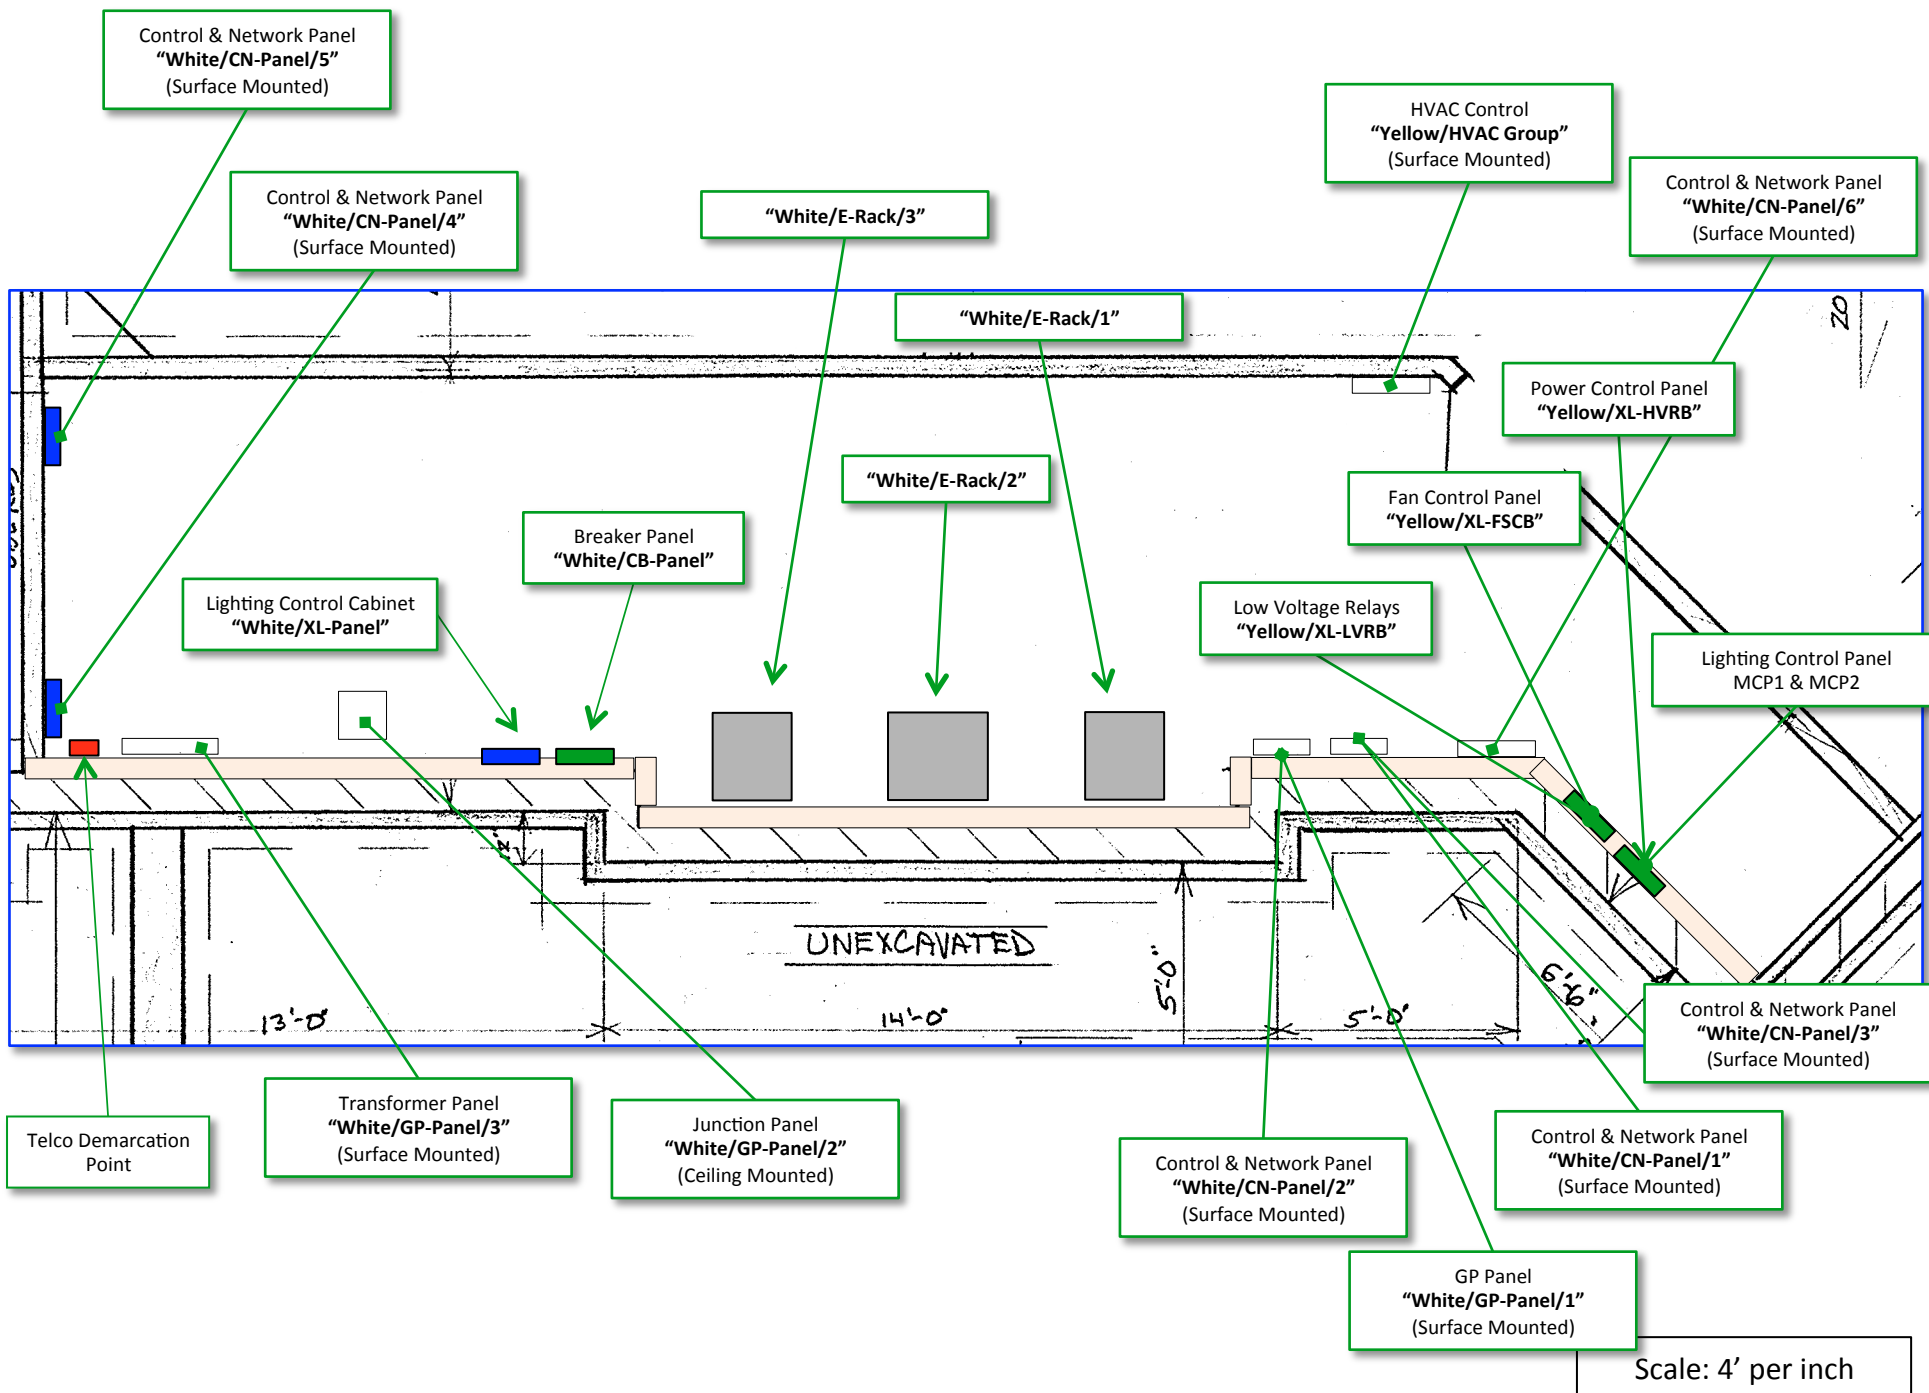 Control & Network Panel
“White/CN-Panel/5”
(Surface Mounted)
HVAC Control
“Yellow/HVAC Group”
(Surface Mounted)
Control & Network Panel
“White/CN-Panel/4”
(Surface Mounted)
“White/E-Rack/3”
Control & Network Panel
“White/CN-Panel/6”
(Surface Mounted)
“White/E-Rack/1”
20
Power Control Panel
“Yellow/XL-HVRB”
“White/E-Rack/2”
Fan Control Panel
“Yellow/XL-FSCB”
Breaker Panel
“White/CB-Panel”
Lighting Control Cabinet
“White/XL-Panel”
Low Voltage Relays
“Yellow/XL-LVRB”
Lighting Control Panel
MCP1 & MCP2
UNEXCAVATED
13'-0"
14'-0"
5'-0"
5'-0"
6'-6"
Control & Network Panel
“White/CN-Panel/3”
(Surface Mounted)
Telco Demarcation
Point
Transformer Panel
“White/GP-Panel/3”
(Surface Mounted)
Junction Panel
“White/GP-Panel/2”
(Ceiling Mounted)
Control & Network Panel
“White/CN-Panel/2”
(Surface Mounted)
Control & Network Panel
“White/CN-Panel/1”
(Surface Mounted)
GP Panel
“White/GP-Panel/1”
(Surface Mounted)
Scale: 4’ per inch